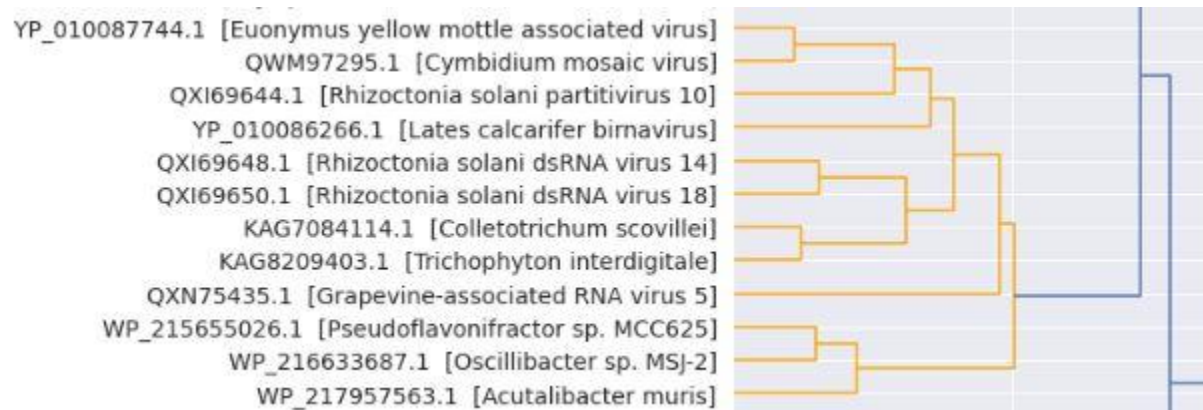 YP_010087744.1 [Euonymus yellow mottle associated virus]
QWM97295.1 [Cymbidium mosaic virus]
QXI69644.1 [Rhizoctonia solani partitivirus 10]
YP_010086266.1 [Lates calcarifer birnavirus]
QXI69648.1 [Rhizoctonia solani dsRNA virus 14]
QXI69650.1 [Rhizoctonia solani dsRNA virus 18]
KAG7084114.1 [Colletotrichum scovillei]
KAG8209403.1 [Trichophyton interdigitale]
QXN75435.1 [Grapevine-associated RNA virus 5]
WP_215655026.1 [Pseudoflavonifractor sp. MCC625]
WP_216633687.1 [Oscillibacter sp. MSJ-2]
WP_217957563.1 [Acutalibacter muris]